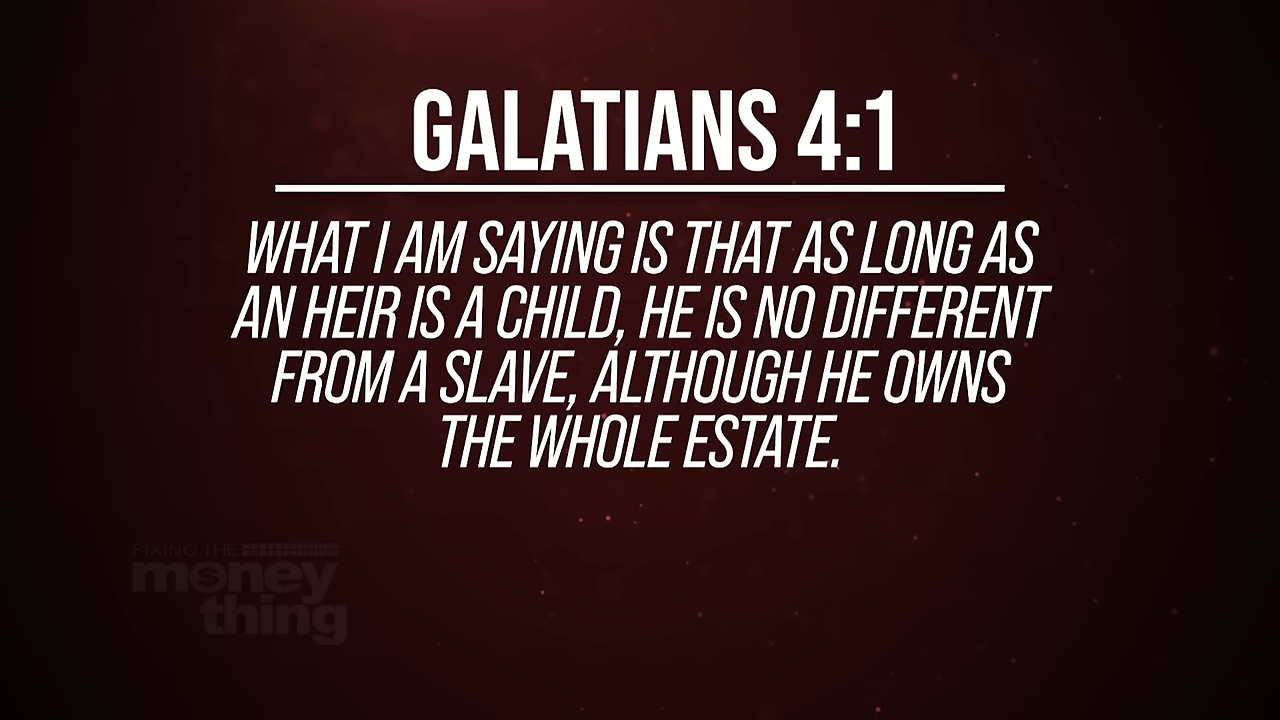 GALATIANS 4:1
WHAT I AM SAYING IS THAT AS LONG AS
AN HEIR IS A CHILD, HE IS NO DIFFERENT
FROM A SLAVE, ALTHOUGH HE OWNS
THE WHOLE ESTATE.
FIXING THE
money
thing